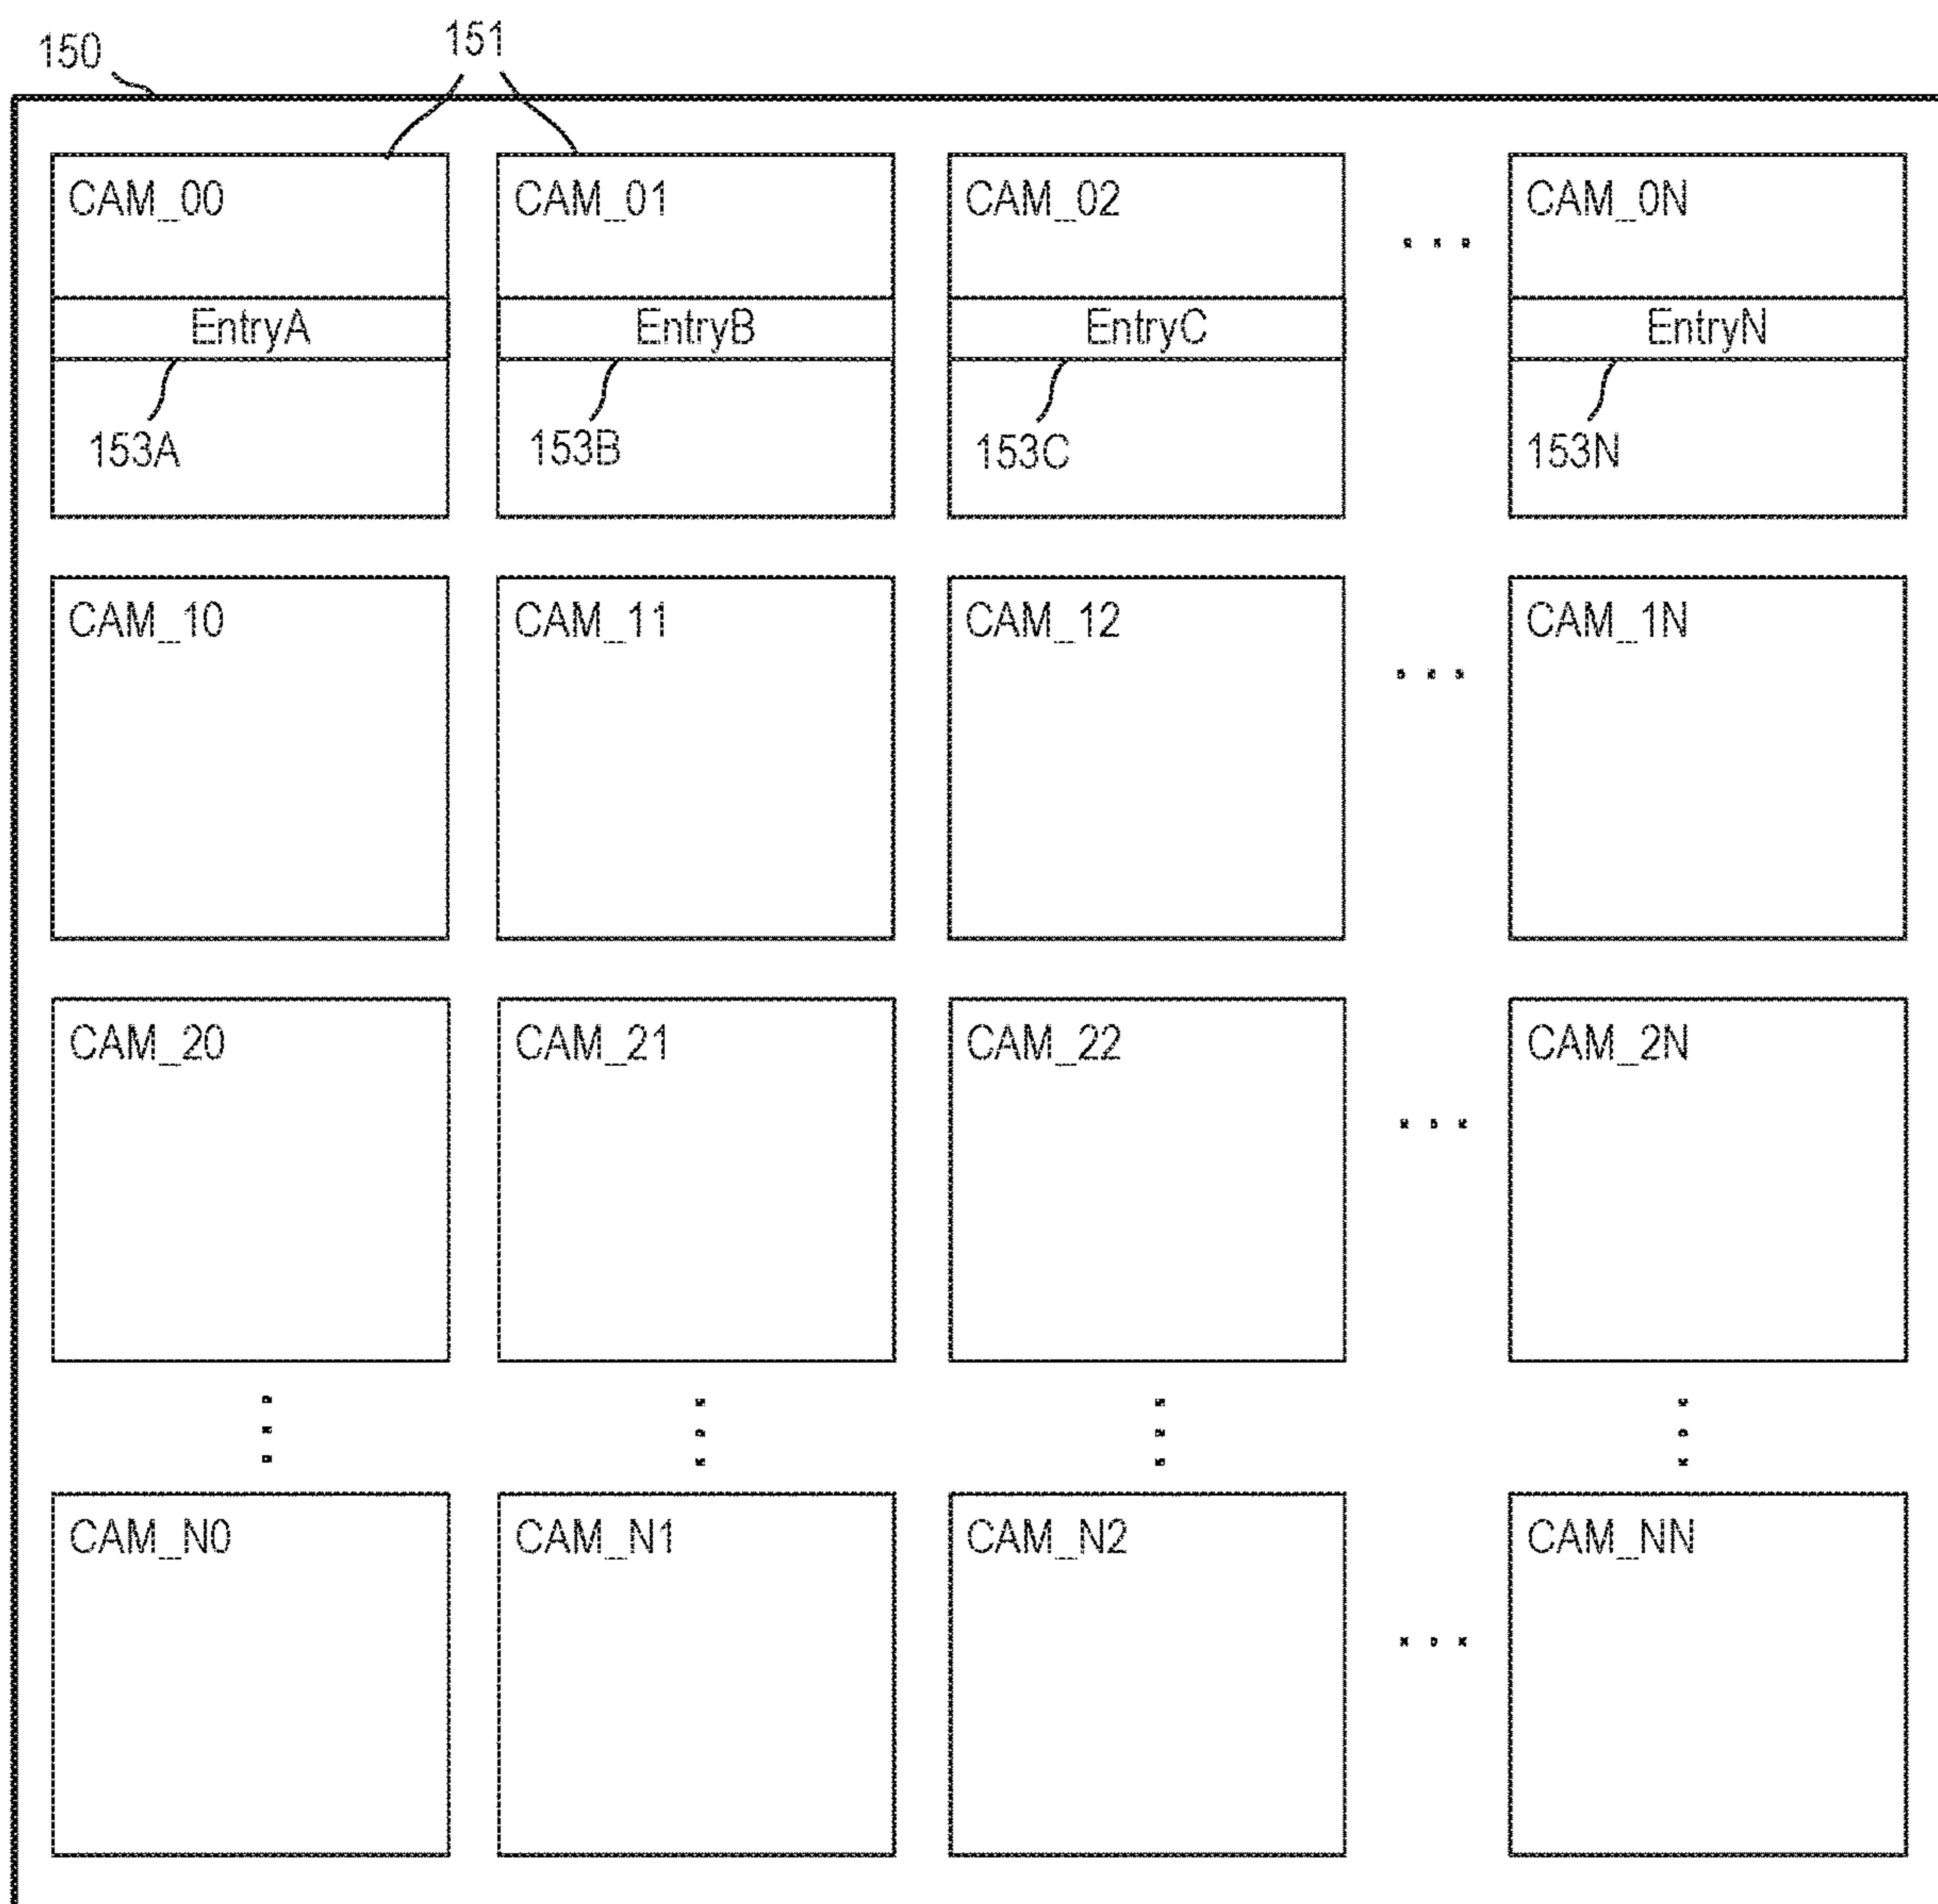 150
151
CAM_00 CAM_01 CAM_02 ... CAM_0N
EntryA EntryB EntryC EntryN
153A 153B 153C 153N
CAM_10 CAM_11 CAM_12 ... CAM_1N
CAM_20 CAM_21 CAM_22 ... CAM_2N
CAM_N0 CAM_N1 CAM_N2 ... CAM_NN